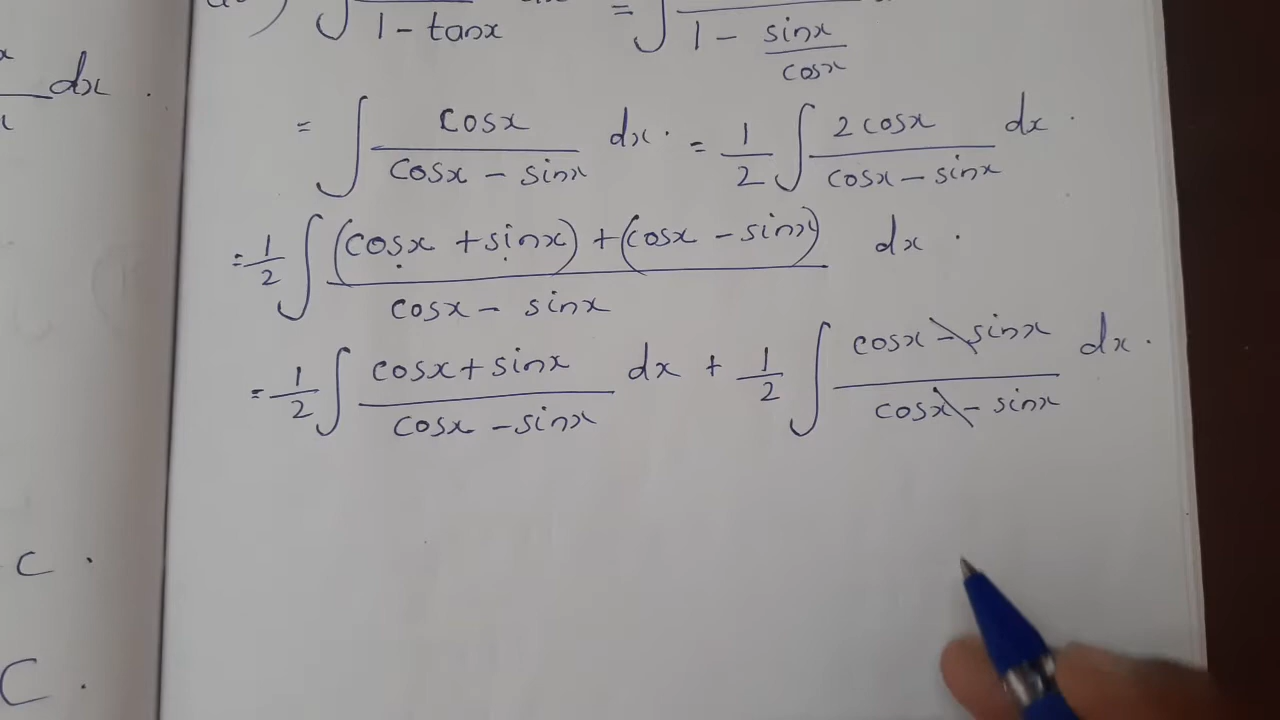 ∫ 1 - tanx = ∫ 1 - sinx/cosx
dx .
= ∫ cosx/(cosx - sinx) dx . = 1/2 ∫ 2cosx/(cosx - sinx) dx .
= 1/2 ∫ ((cosx + sinx) + (cosx - sinx))/(cosx - sinx) dx .
= 1/2 ∫ (cosx + sinx)/(cosx - sinx) dx + 1/2 ∫ (cosx - sinx)/(cosx - sinx) dx .
C .
C .